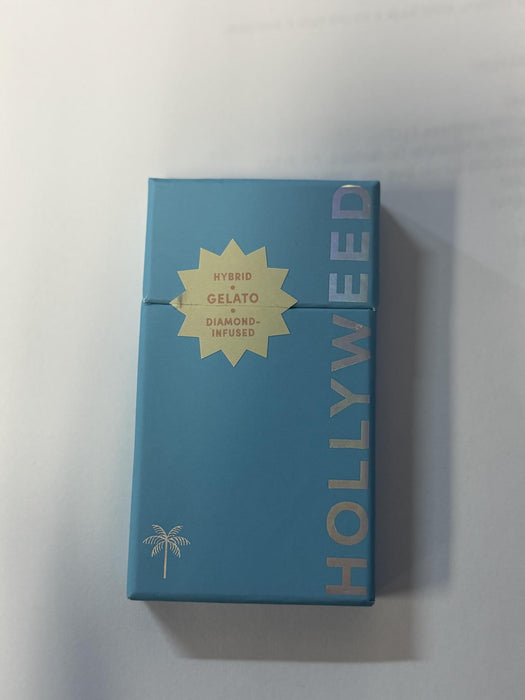 HYBRID
•
GELATO
•
DIAMOND-
INFUSED
HOLLYWEED